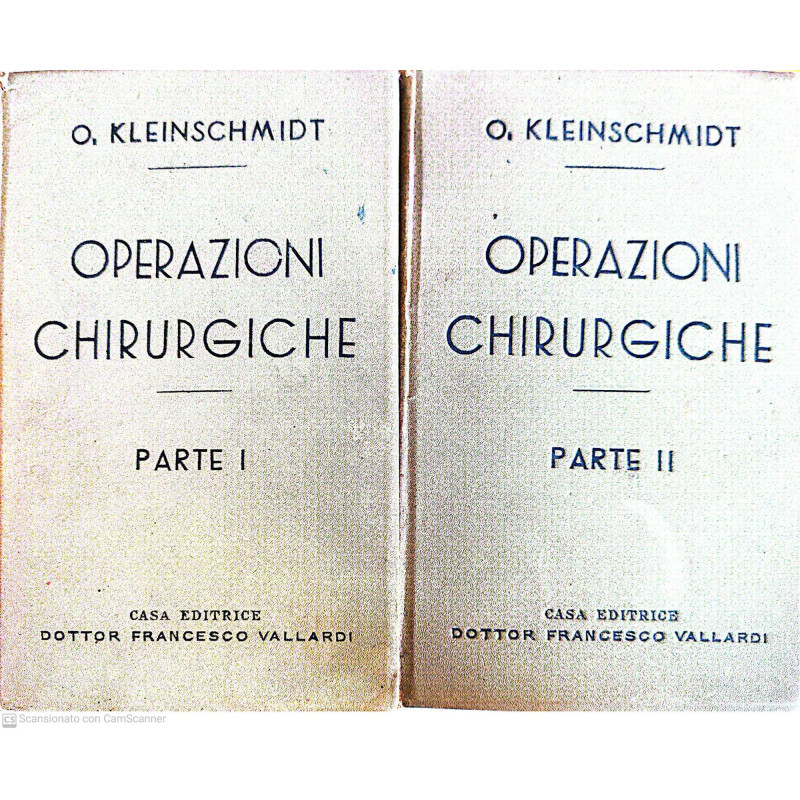 O. KLEINSCHMIDT
OPERAZIONI
CHIRURGICHE
PARTE I
CASA EDITRICE
DOTTOR FRANCESCO VALLARDI
O. KLEINSCHMIDT
OPERAZIONI
CHIRURGICHE
PARTE II
CASA EDITRICE
DOTTOR FRANCESCO VALLARDI
CS Scansionato con CamScanner